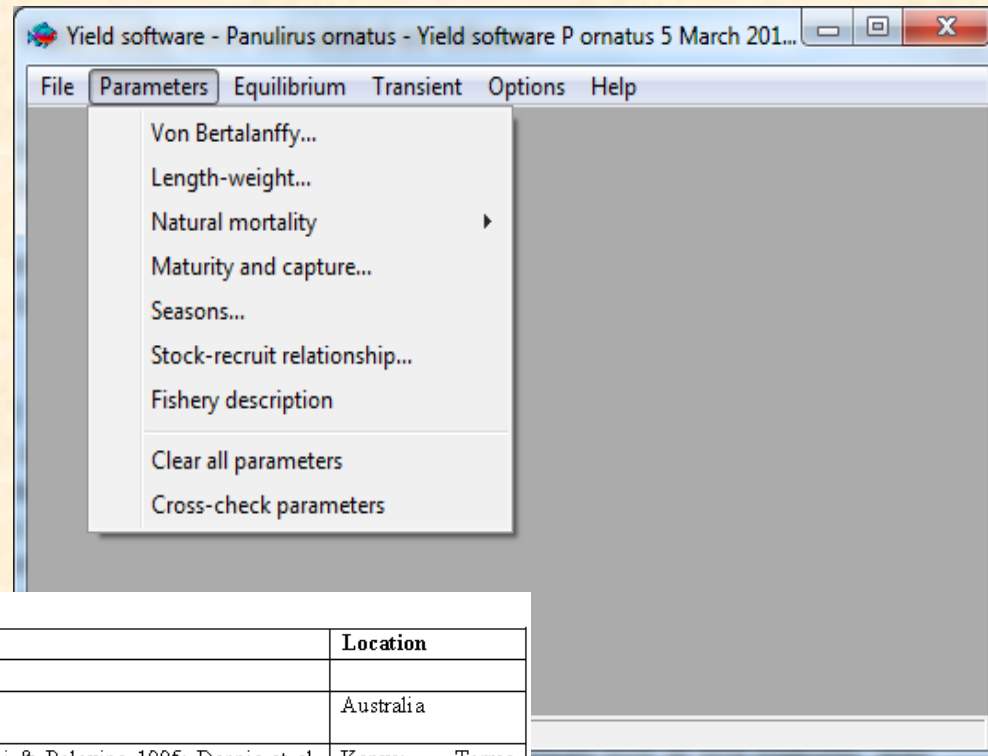 Yield software - Panulirus ornatus - Yield software P ornatus 5 March 201...
File Parameters Equilibrium Transient Options Help
Von Bertalanffy...
Length-weight...
Natural mortality
Maturity and capture...
Seasons...
Stock-recruit relationship...
Fishery description
Clear all parameters
Cross-check parameters
Location
Australia